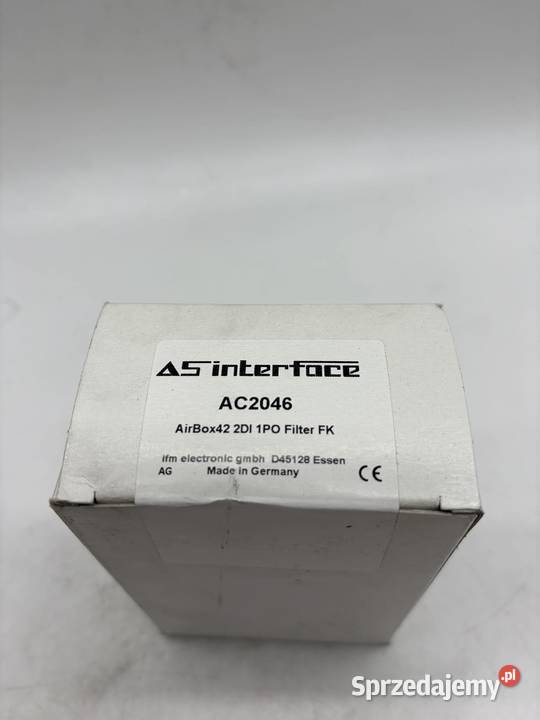 AS interface
AC2046
AirBox42 2DI 1PO Filter FK
ifm electronic gmbh D45128 Essen
AG Made in Germany CE
Sprzedajemy.pl